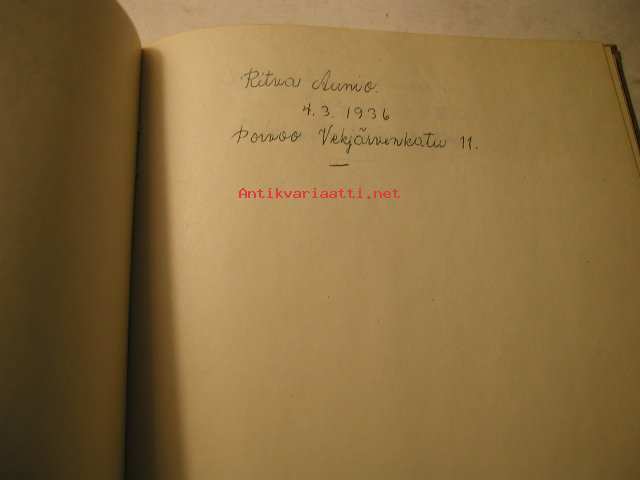 Ritva Aunio.
4.3.1936
Porvoo Vekjärvenkatu 11.
Antikvariaatti.net